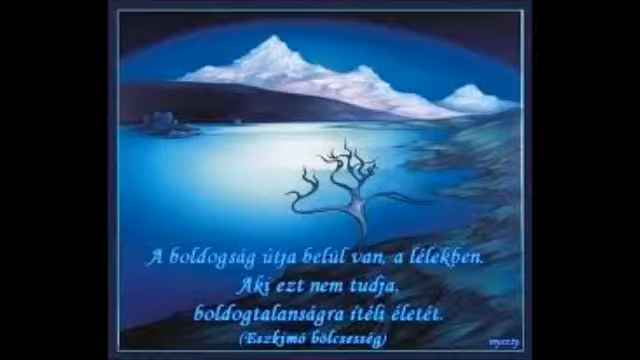 A boldogság útja belül van, a lélekben.
Aki ezt nem tudja,
boldogtalanságra ítéli életét.
(Eszkimó bölcsesség)